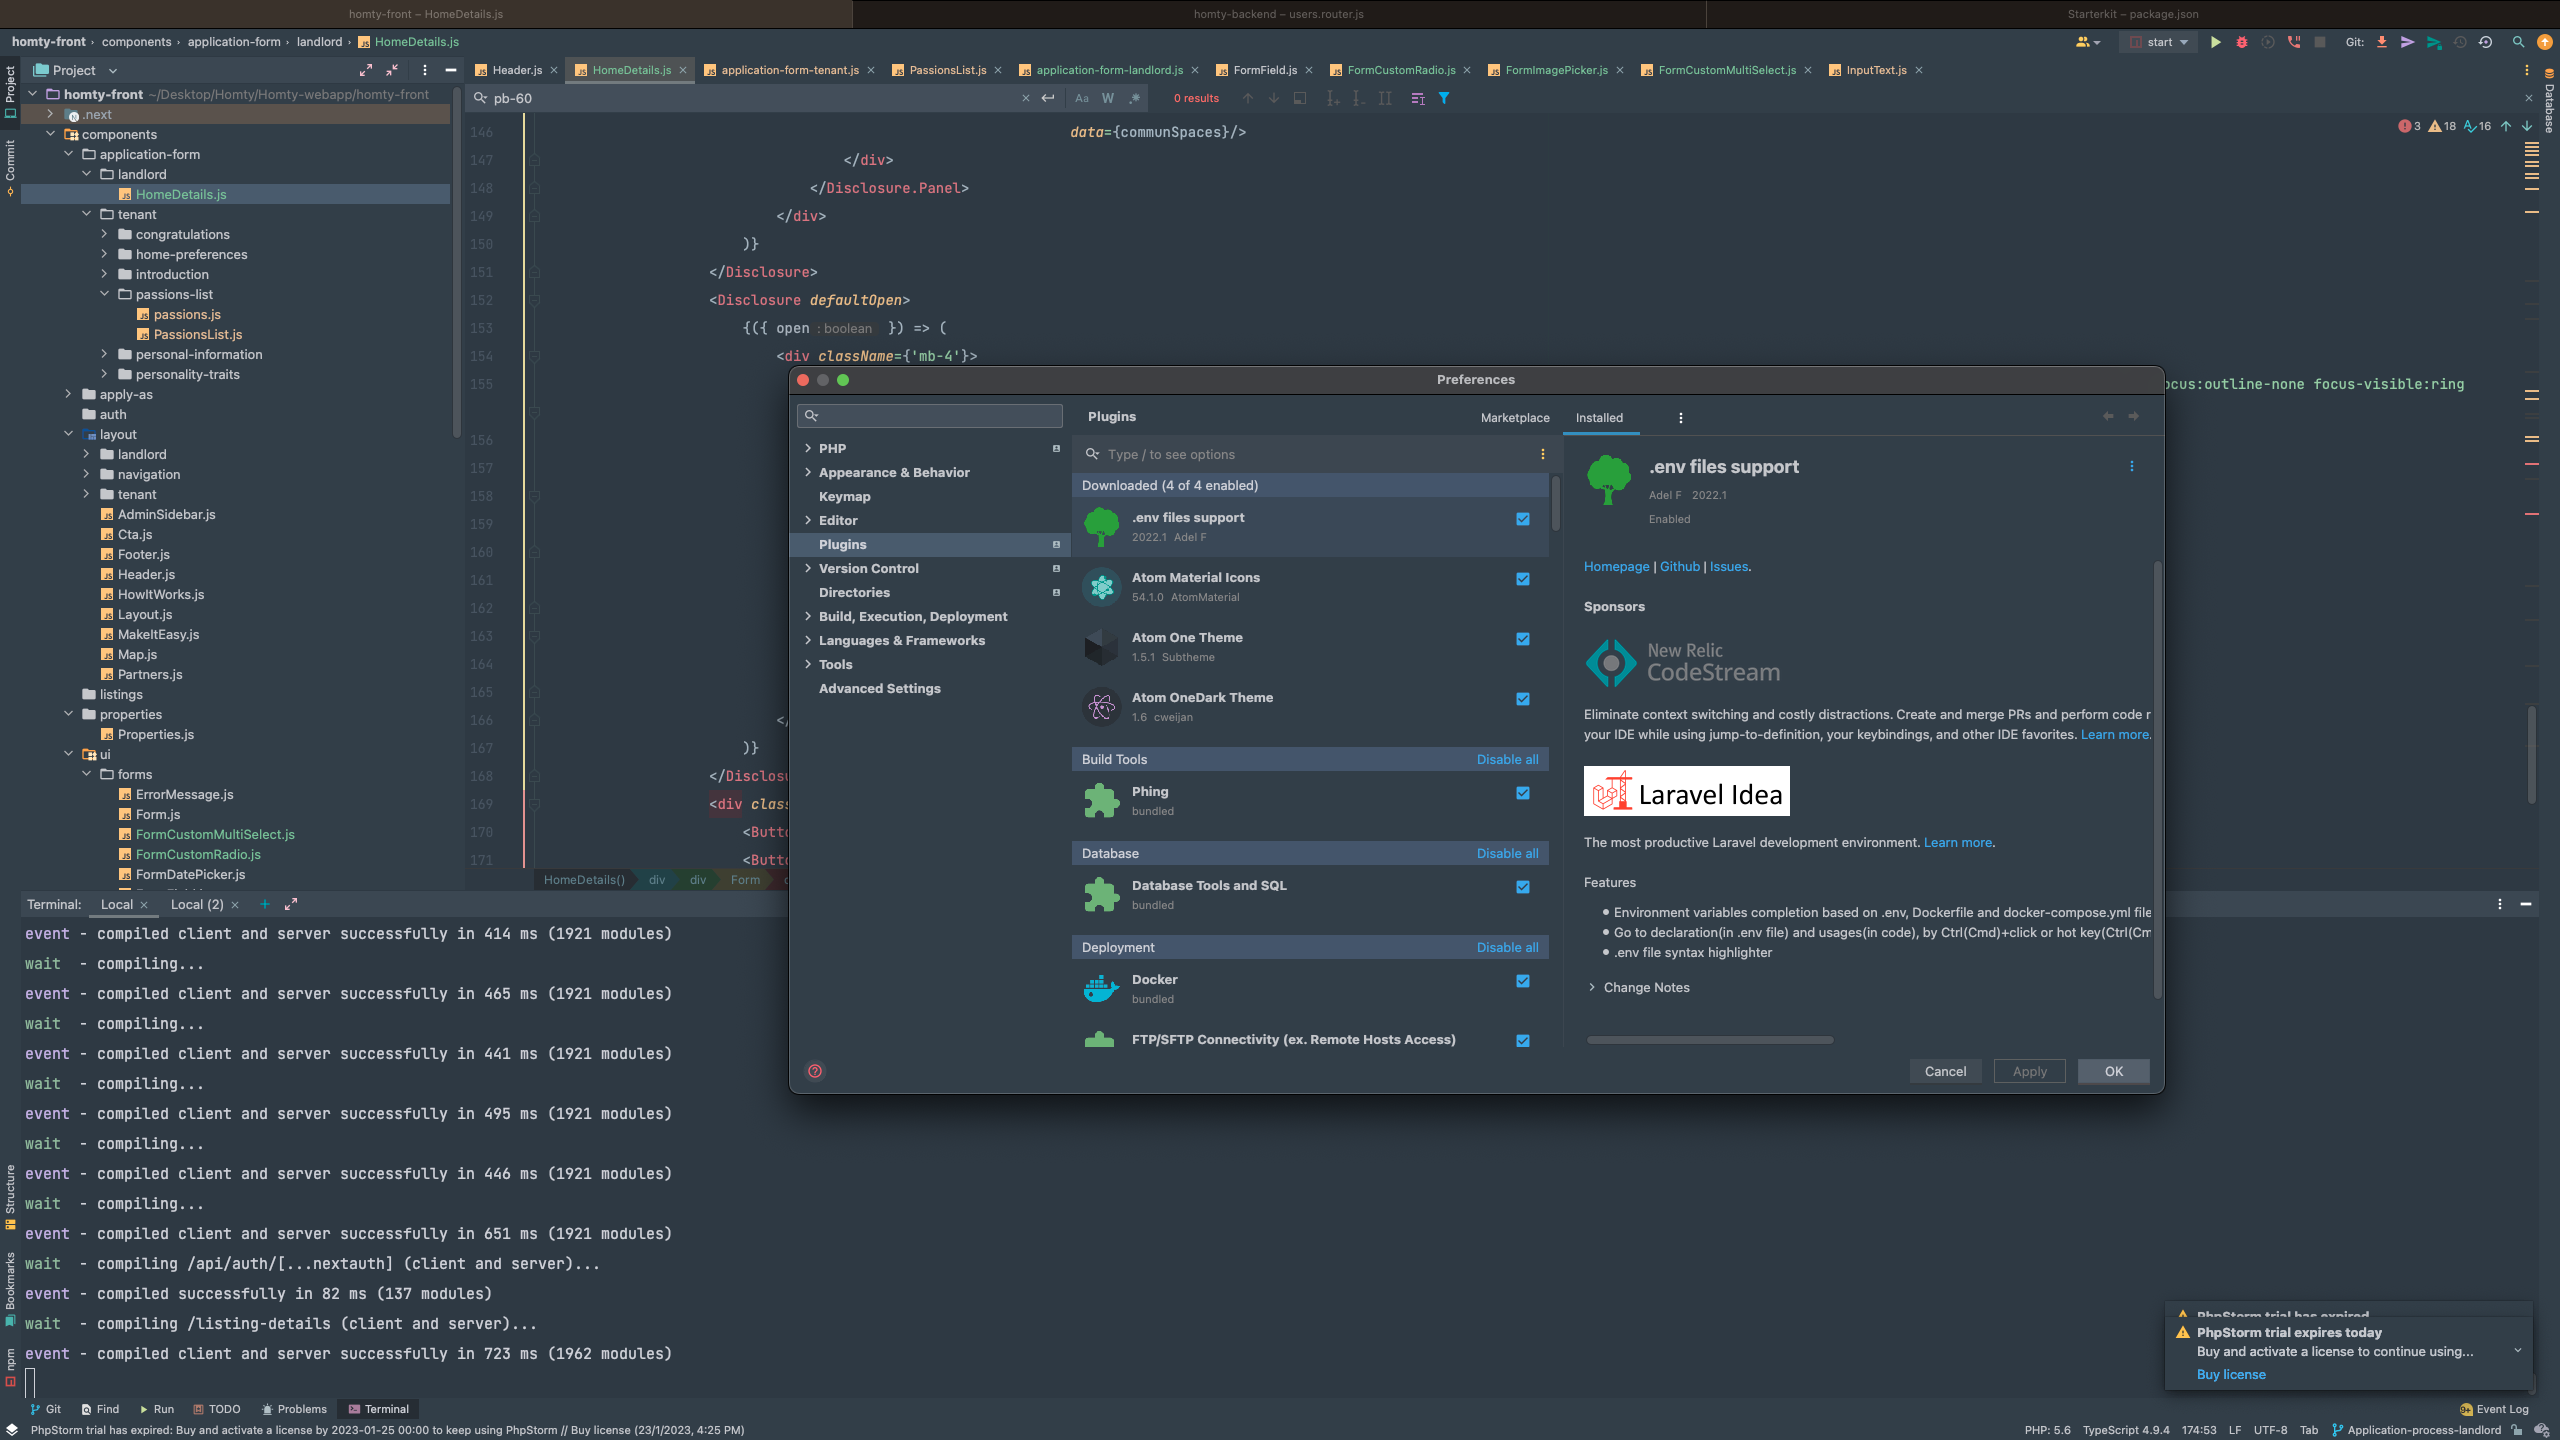 homty-front – HomeDetails.js
homty-backend – users.router.js
Starterkit – package.json
homty-front › components › application-form › landlord › HomeDetails.js
start
Git:
Project
Header.js
HomeDetails.js
application-form-tenant.js
PassionsList.js
application-form-landlord.js
FormField.js
FormCustomRadio.js
FormImagePicker.js
FormCustomMultiSelect.js
InputText.js
Project
Commit
Structure
Bookmarks
npm
Database
homty-front ~/Desktop/Homty/Homty-webapp/homty-front
.next
components
application-form
landlord
HomeDetails.js
tenant
congratulations
home-preferences
introduction
passions-list
passions.js
PassionsList.js
personal-information
personality-traits
apply-as
auth
layout
landlord
navigation
tenant
AdminSidebar.js
Cta.js
Footer.js
Header.js
HowItWorks.js
Layout.js
MakeItEasy.js
Map.js
Partners.js
listings
properties
Properties.js
ui
forms
ErrorMessage.js
Form.js
FormCustomMultiSelect.js
FormCustomRadio.js
FormDatePicker.js
pb-60
Aa W .*
0 results
3 18 16
146 data={communSpaces}/>
147 </div>
148 </Disclosure.Panel>
149 </div>
150 )}
151 </Disclosure>
152 <Disclosure defaultOpen>
153 {({ open : boolean }) => (
154 <div className={'mb-4'}>
155 ocus:outline-none focus-visible:ring
156
157
158
159
160
161
162
163
164
165
166 </
167 )}
168 </Disclosu
169 <div clas
170 <Butto
171 <Butto
HomeDetails()
div
div
Form
Preferences
PHP
Appearance & Behavior
Keymap
Editor
Plugins
Version Control
Directories
Build, Execution, Deployment
Languages & Frameworks
Tools
Advanced Settings
Plugins
Marketplace
Installed
Type / to see options
Downloaded (4 of 4 enabled)
.env files support
2022.1 Adel F
Atom Material Icons
54.1.0 AtomMaterial
Atom One Theme
1.5.1 Subtheme
Atom OneDark Theme
1.6 cweijan
Build Tools Disable all
Phing
bundled
Database Disable all
Database Tools and SQL
bundled
Deployment Disable all
Docker
bundled
FTP/SFTP Connectivity (ex. Remote Hosts Access)
.env files support
Adel F 2022.1
Enabled
Homepage | Github | Issues.
Sponsors
New Relic
CodeStream
Eliminate context switching and costly distractions. Create and merge PRs and perform code r
your IDE while using jump-to-definition, your keybindings, and other IDE favorites. Learn more.
Laravel Idea
The most productive Laravel development environment. Learn more.
Features
Environment variables completion based on .env, Dockerfile and docker-compose.yml file
Go to declaration(in .env file) and usages(in code), by Ctrl(Cmd)+click or hot key(Ctrl(Cm
.env file syntax highlighter
Change Notes
Cancel
Apply
OK
Terminal:
Local
Local (2)
event - compiled client and server successfully in 414 ms (1921 modules)
wait - compiling...
event - compiled client and server successfully in 465 ms (1921 modules)
wait - compiling...
event - compiled client and server successfully in 441 ms (1921 modules)
wait - compiling...
event - compiled client and server successfully in 495 ms (1921 modules)
wait - compiling...
event - compiled client and server successfully in 446 ms (1921 modules)
wait - compiling...
event - compiled client and server successfully in 651 ms (1921 modules)
wait - compiling /api/auth/[...nextauth] (client and server)...
event - compiled successfully in 82 ms (137 modules)
wait - compiling /listing-details (client and server)...
event - compiled client and server successfully in 723 ms (1962 modules)
PhpStorm trial has expired
PhpStorm trial expires today
Buy and activate a license to continue using...
Buy license
Git
Find
Run
TODO
Problems
Terminal
9+ Event Log
PhpStorm trial has expired: Buy and activate a license by 2023-01-25 00:00 to keep using PhpStorm // Buy license (23/1/2023, 4:25 PM)
PHP: 5.6 TypeScript 4.9.4 174:53 LF UTF-8 Tab Application-process-landlord